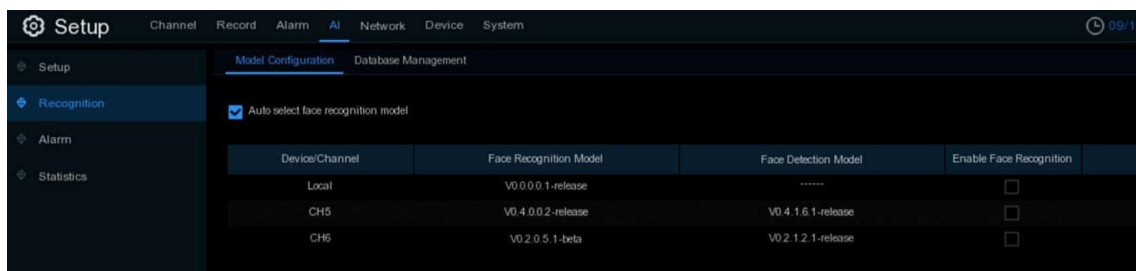 Setup Channel Record Alarm AI Network Device System 09/1
Setup
Model Configuration Database Management
Recognition
Auto select face recognition model
Alarm
Device/Channel Face Recognition Model Face Detection Model Enable Face Recognition
Statistics
Local V0.0.0.0.1-release ------
CH5 V0.4.0.0.2-release V0.4.1.6.1-release
CH6 V0.2.0.5.1-beta V0.2.1.2.1-release